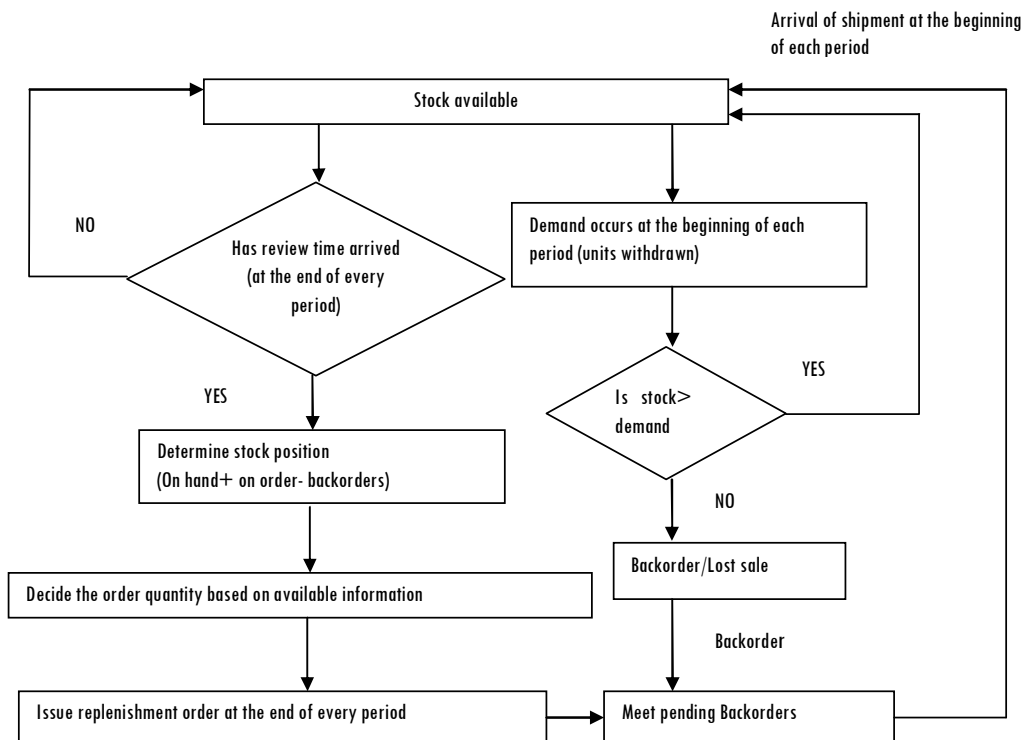 Arrival of shipment at the beginning
of each period
Stock available
NO
Has review time arrived
(at the end of every
period)
Demand occurs at the beginning of each
period (units withdrawn)
YES
YES
Is stock>
demand
Determine stock position
(On hand+ on order- backorders)
NO
Backorder/Lost sale
Decide the order quantity based on available information
Backorder
Issue replenishment order at the end of every period
Meet pending Backorders